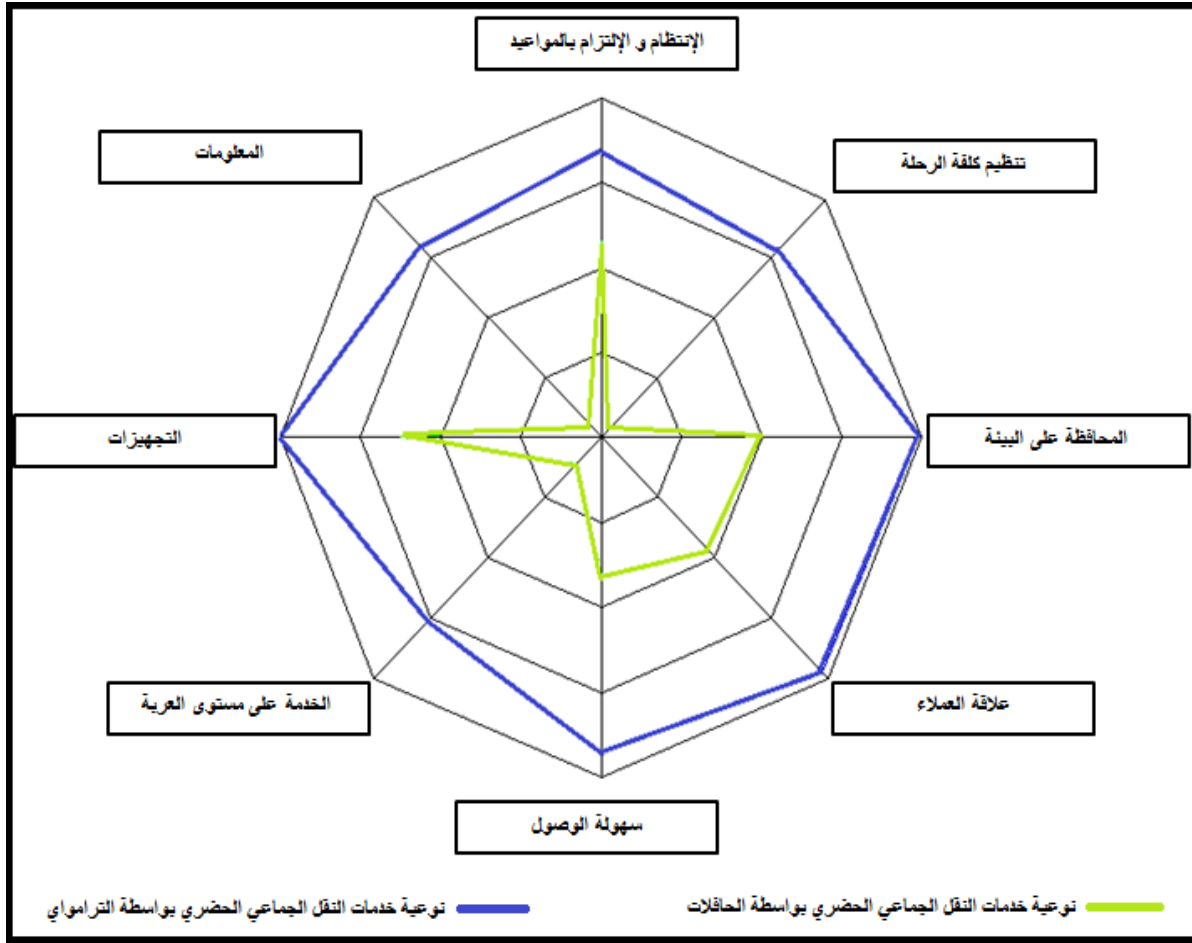 الإنتظام و الإلتزام بالمواعيد
تنظيم كلفة الرحلة
المعلومات
المحافظة على البيئة
التجهيزات
علاقة العملاء
الخدمة على مستوى العربة
سهولة الوصول
نوعية خدمات النقل الجماعي الحضري بواسطة الحافلات
نوعية خدمات النقل الجماعي الحضري بواسطة الترامواي